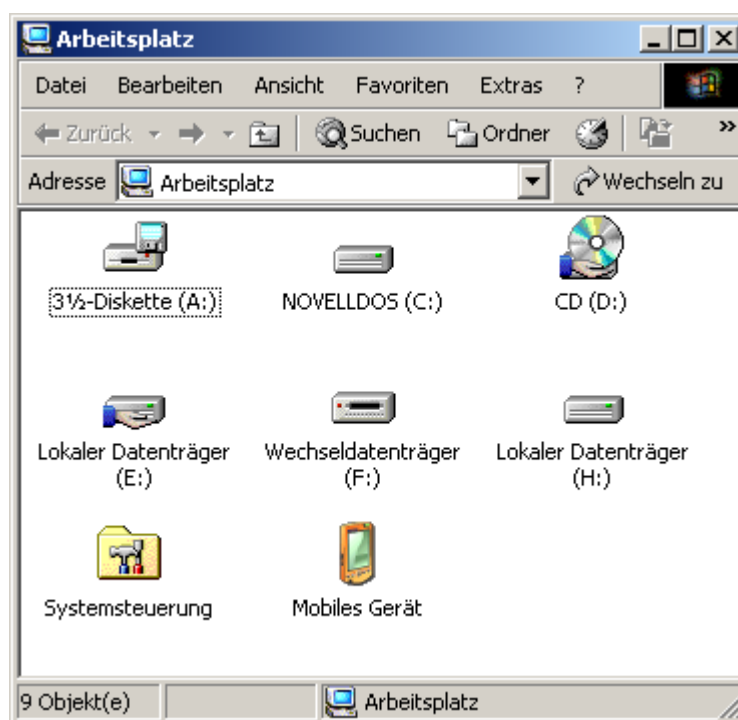 Arbeitsplatz
Datei Bearbeiten Ansicht Favoriten Extras ?
Zurück Suchen Ordner »
Adresse Arbeitsplatz Wechseln zu
3½-Diskette (A:) NOVELLDOS (C:) CD (D:)
Lokaler Datenträger Wechseldatenträger Lokaler Datenträger
(E:) (F:) (H:)
Systemsteuerung Mobiles Gerät
9 Objekt(e) Arbeitsplatz